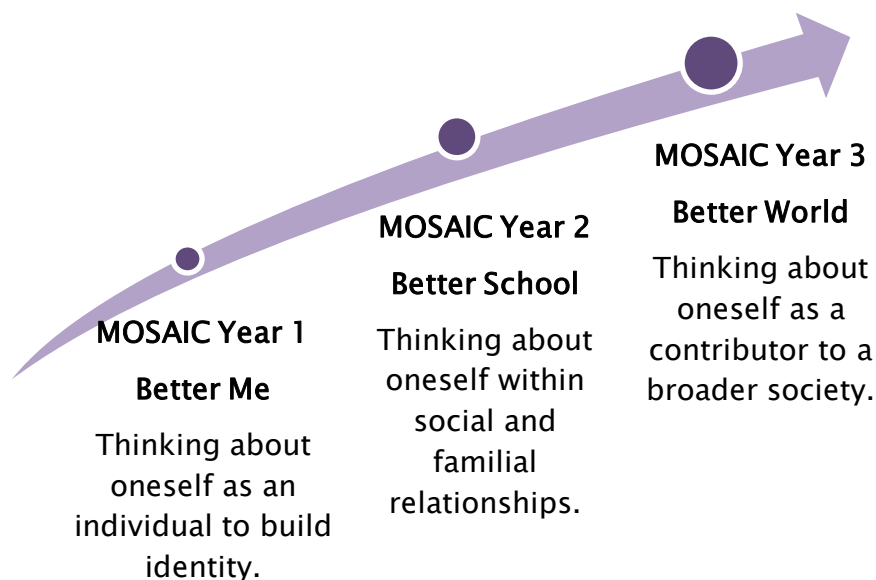 MOSAIC Year 1
Better Me
Thinking about
oneself as an
individual to build
identity.
MOSAIC Year 2
Better School
Thinking about
oneself within
social and
familial
relationships.
MOSAIC Year 3
Better World
Thinking about
oneself as a
contributor to a
broader society.